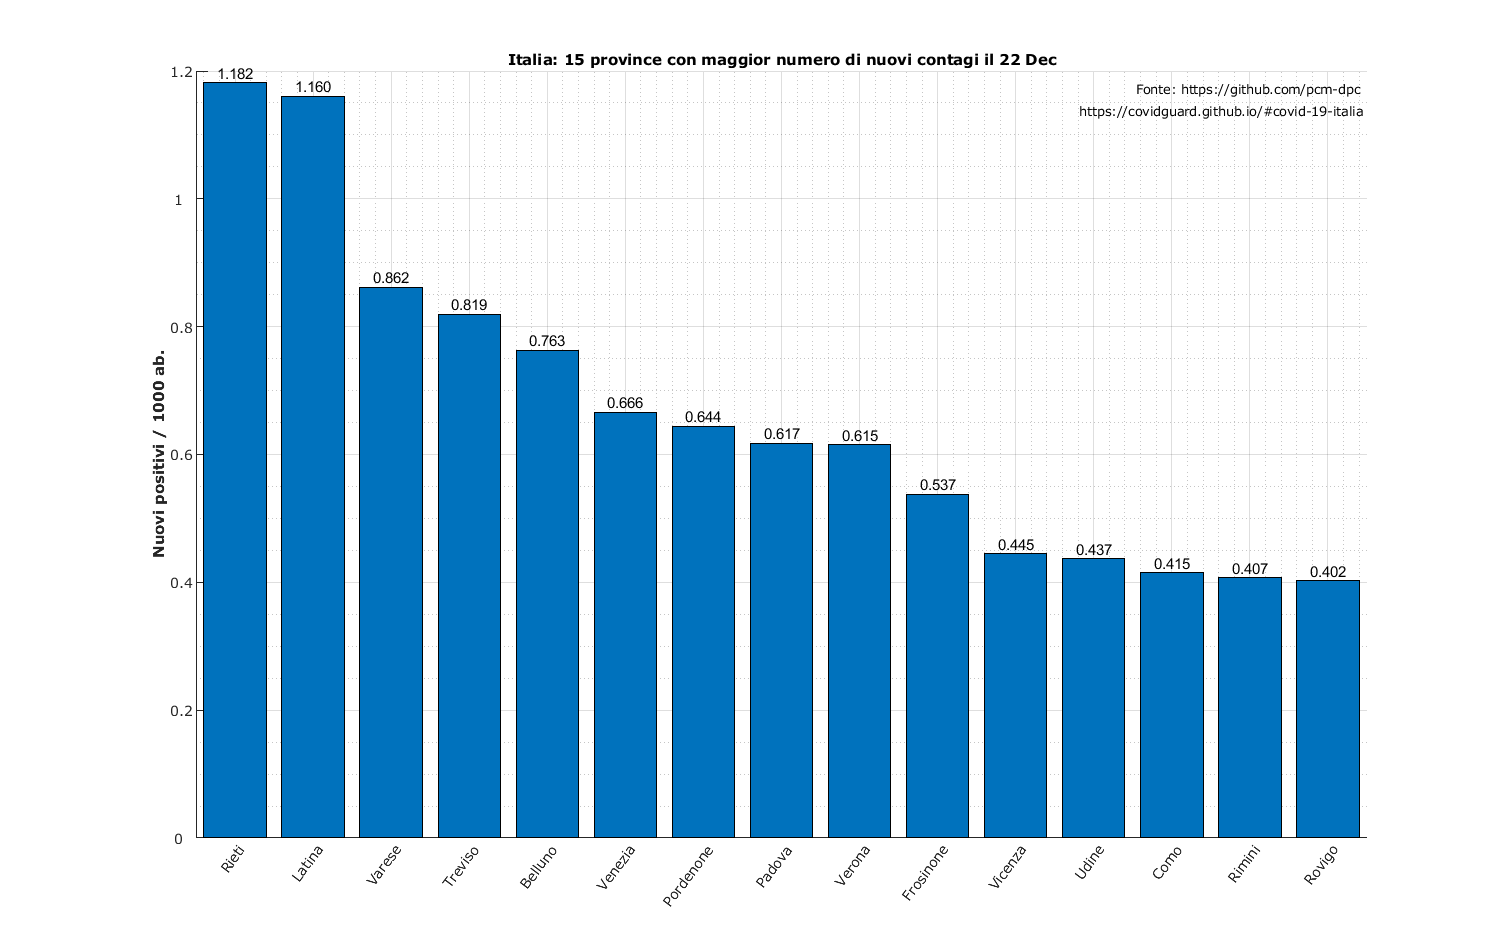 Italia: 15 province con maggior numero di nuovi contagi il 22 Dec
Fonte: https://github.com/pcm-dpc
https://covidguard.github.io/#covid-19-italia
Nuovi positivi / 1000 ab.
1.2
1
0.8
0.6
0.4
0.2
0
1.182
1.160
0.862
0.819
0.763
0.666
0.644
0.617
0.615
0.537
0.445
0.437
0.415
0.407
0.402
Rieti
Latina
Varese
Treviso
Belluno
Venezia
Pordenone
Padova
Verona
Frosinone
Vicenza
Udine
Como
Rimini
Rovigo